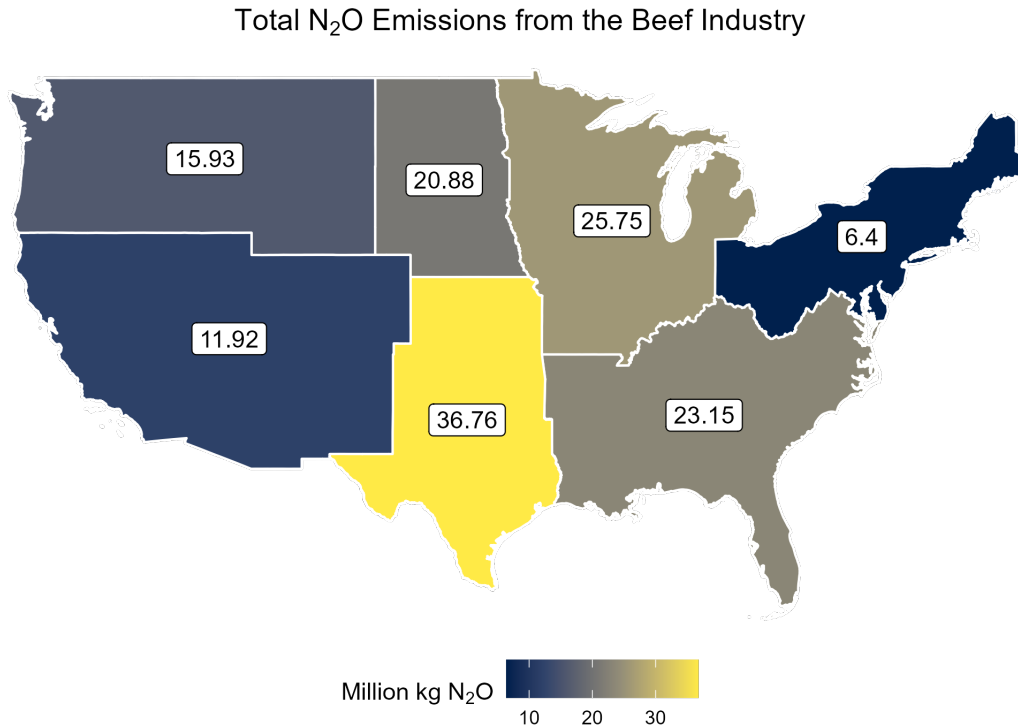 Total N₂O Emissions from the Beef Industry
15.93
20.88
25.75
6.4
11.92
36.76
23.15
Million kg N₂O
10 20 30